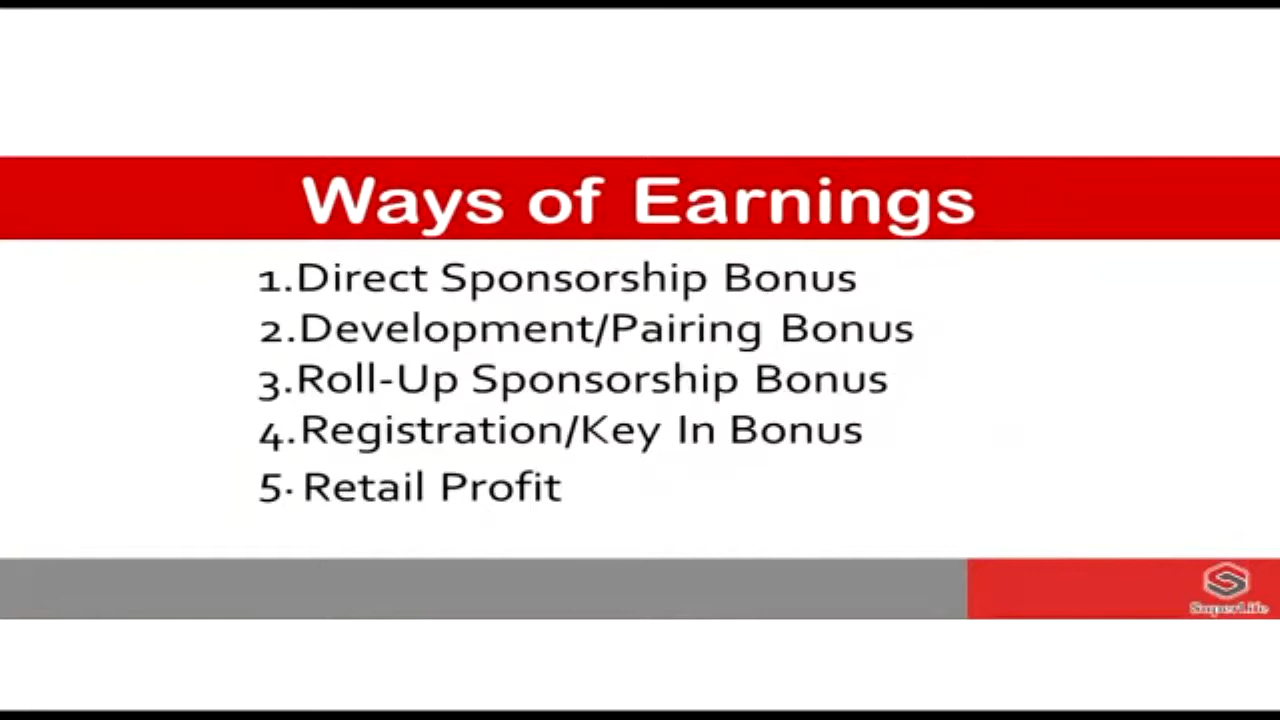 Ways of Earnings
1.Direct Sponsorship Bonus
2.Development/Pairing Bonus
3.Roll-Up Sponsorship Bonus
4.Registration/Key In Bonus
5. Retail Profit
SuperLife